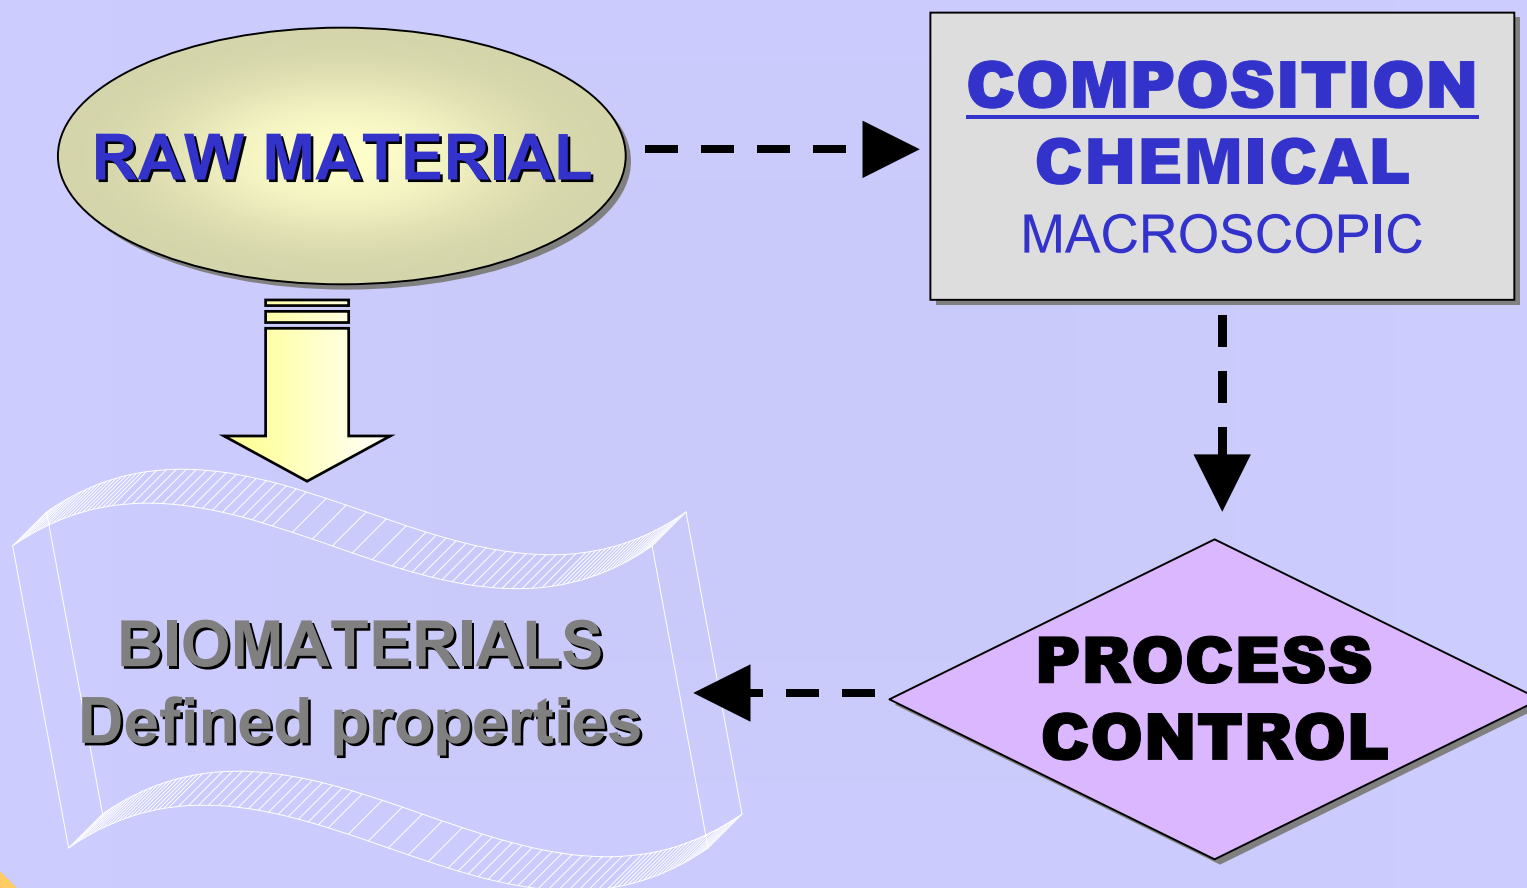 RAW MATERIAL
COMPOSITION
CHEMICAL
MACROSCOPIC
BIOMATERIALS
Defined properties
PROCESS
CONTROL